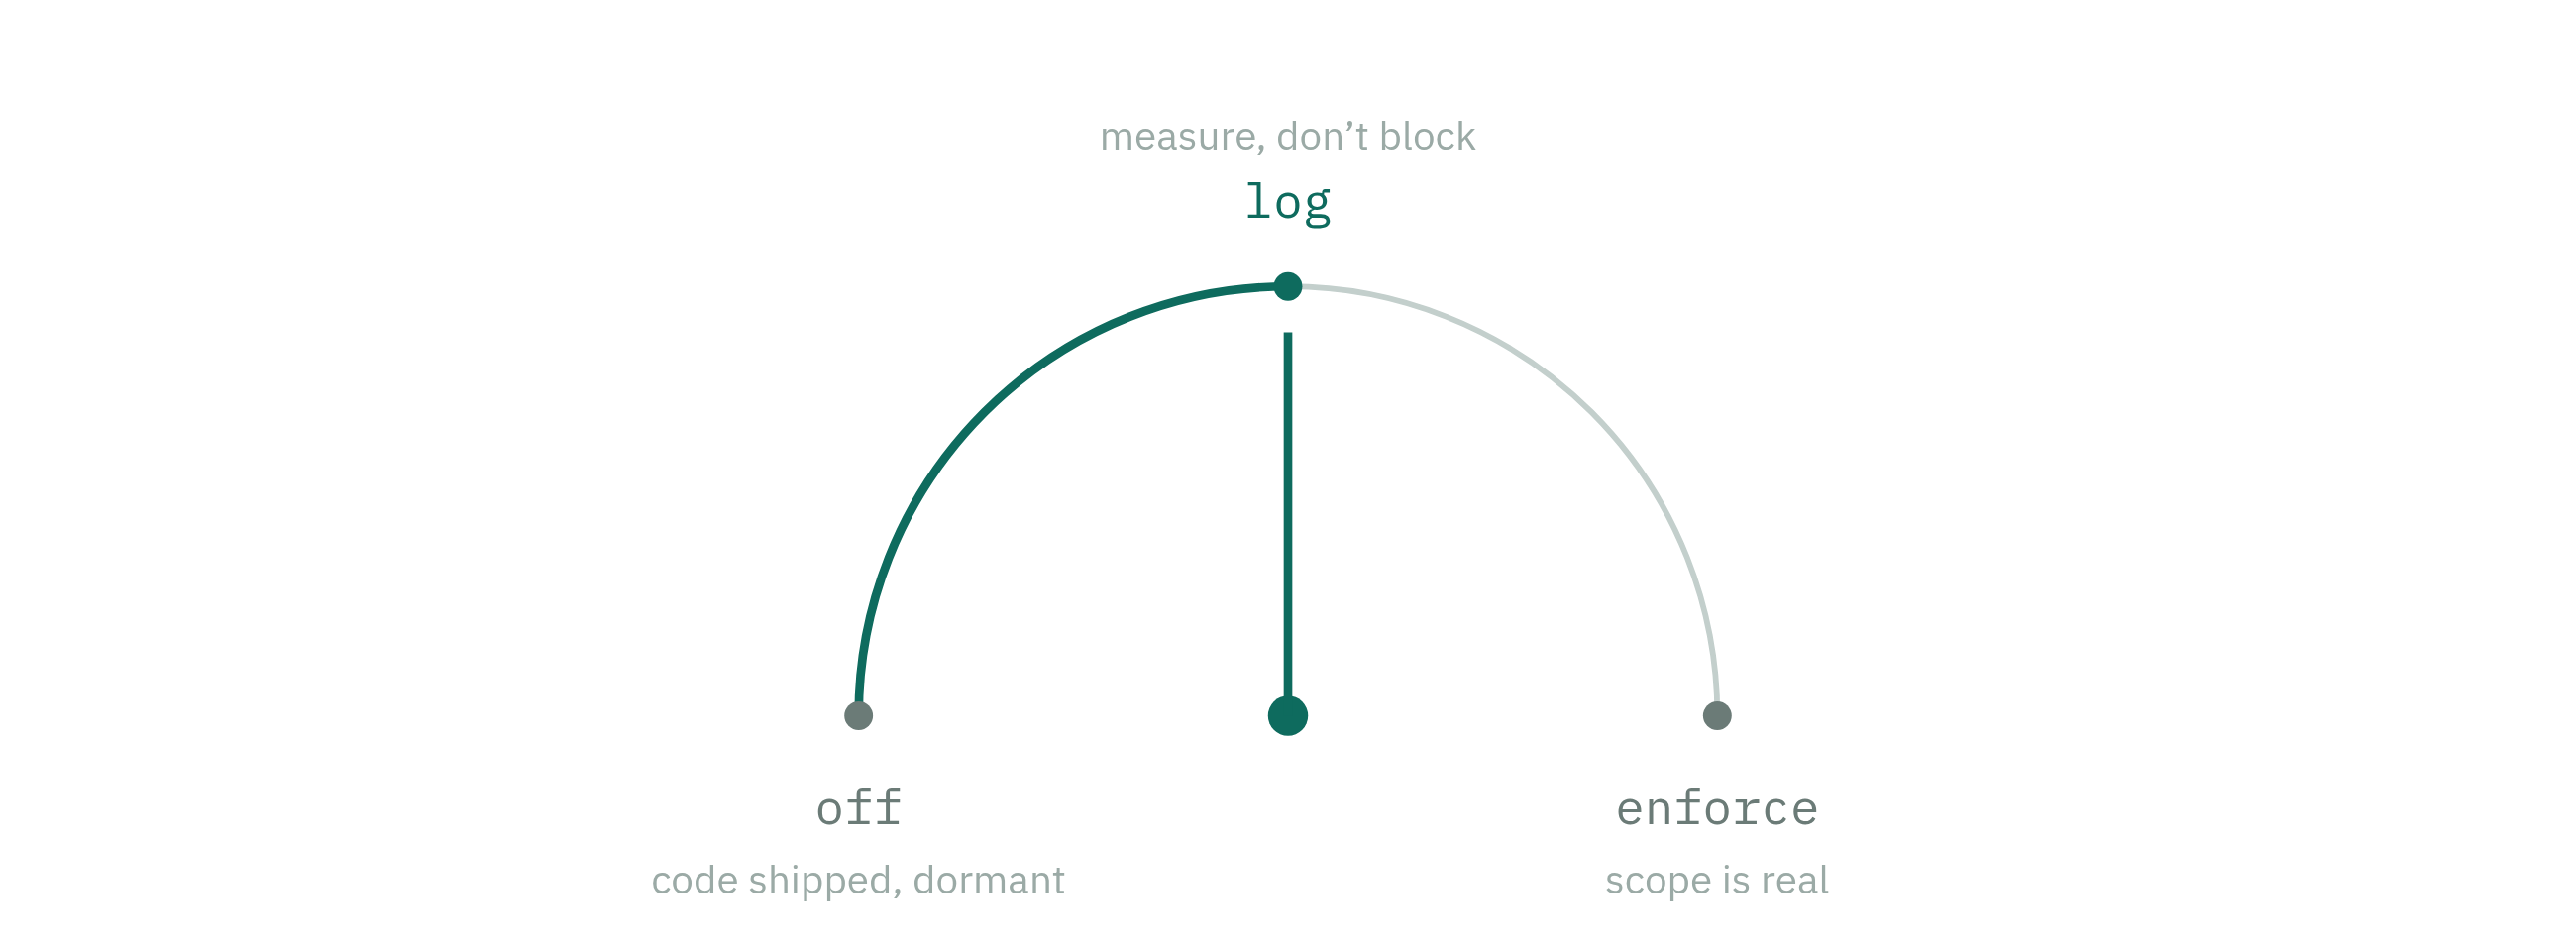 measure, don’t block
log
off
enforce
code shipped, dormant
scope is real